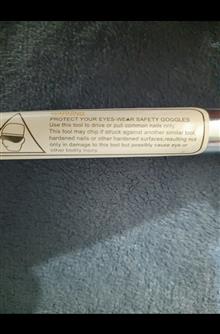 WARNING
PROTECT YOUR EYES-WEAR SAFETY GOGGLES
Use this tool to drive or pull common nails only.
This tool may chip if struck against another similar tool,
hardened nails or other hardened surfaces,resulting not
only in damage to this tool but possibly cause eye or
other bodily injury.